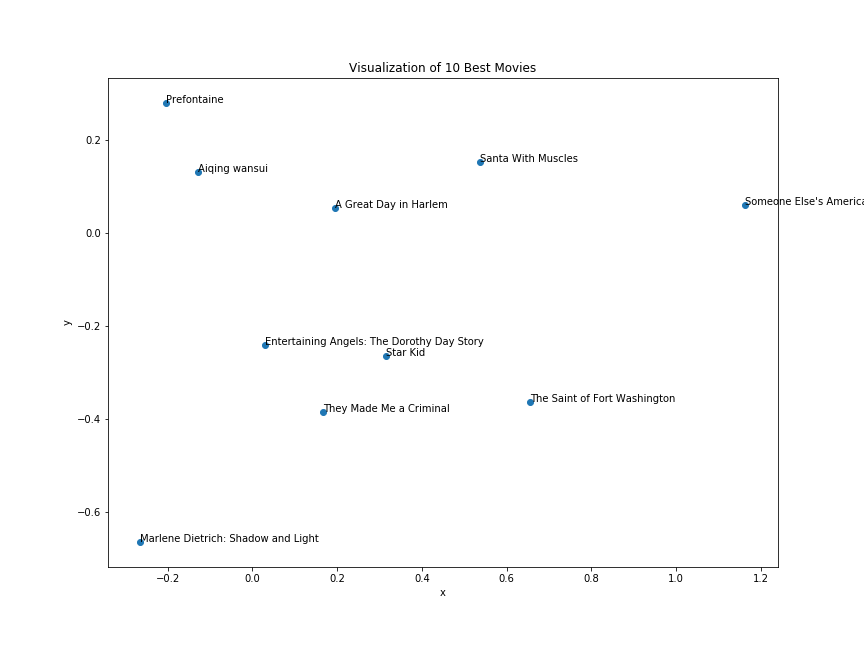 Visualization of 10 Best Movies
Prefontaine
Santa With Muscles
Aiqing wansui
A Great Day in Harlem
Someone Else's America
Entertaining Angels: The Dorothy Day Story
Star Kid
The Saint of Fort Washington
They Made Me a Criminal
Marlene Dietrich: Shadow and Light
y
0.2
0.0
−0.2
−0.4
−0.6
−0.2
0.0
0.2
0.4
0.6
0.8
1.0
1.2
x